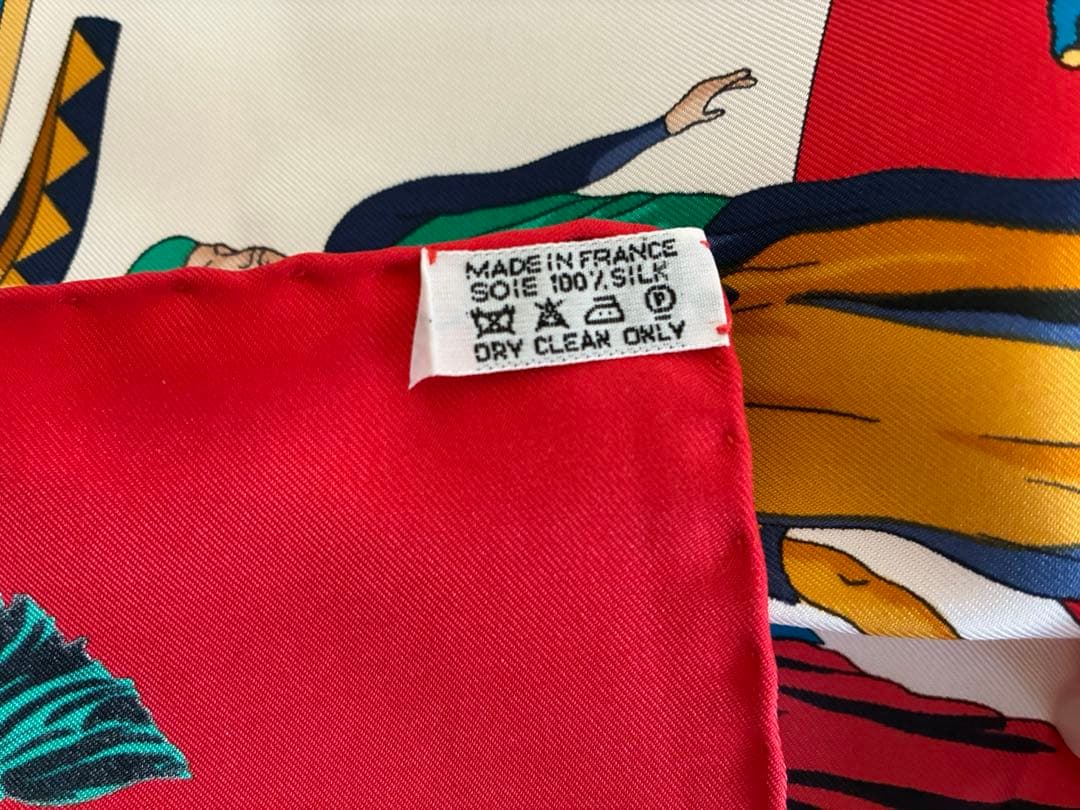 MADE IN FRANCE
SOIE 100% SILK
P
DRY CLEAN ONLY